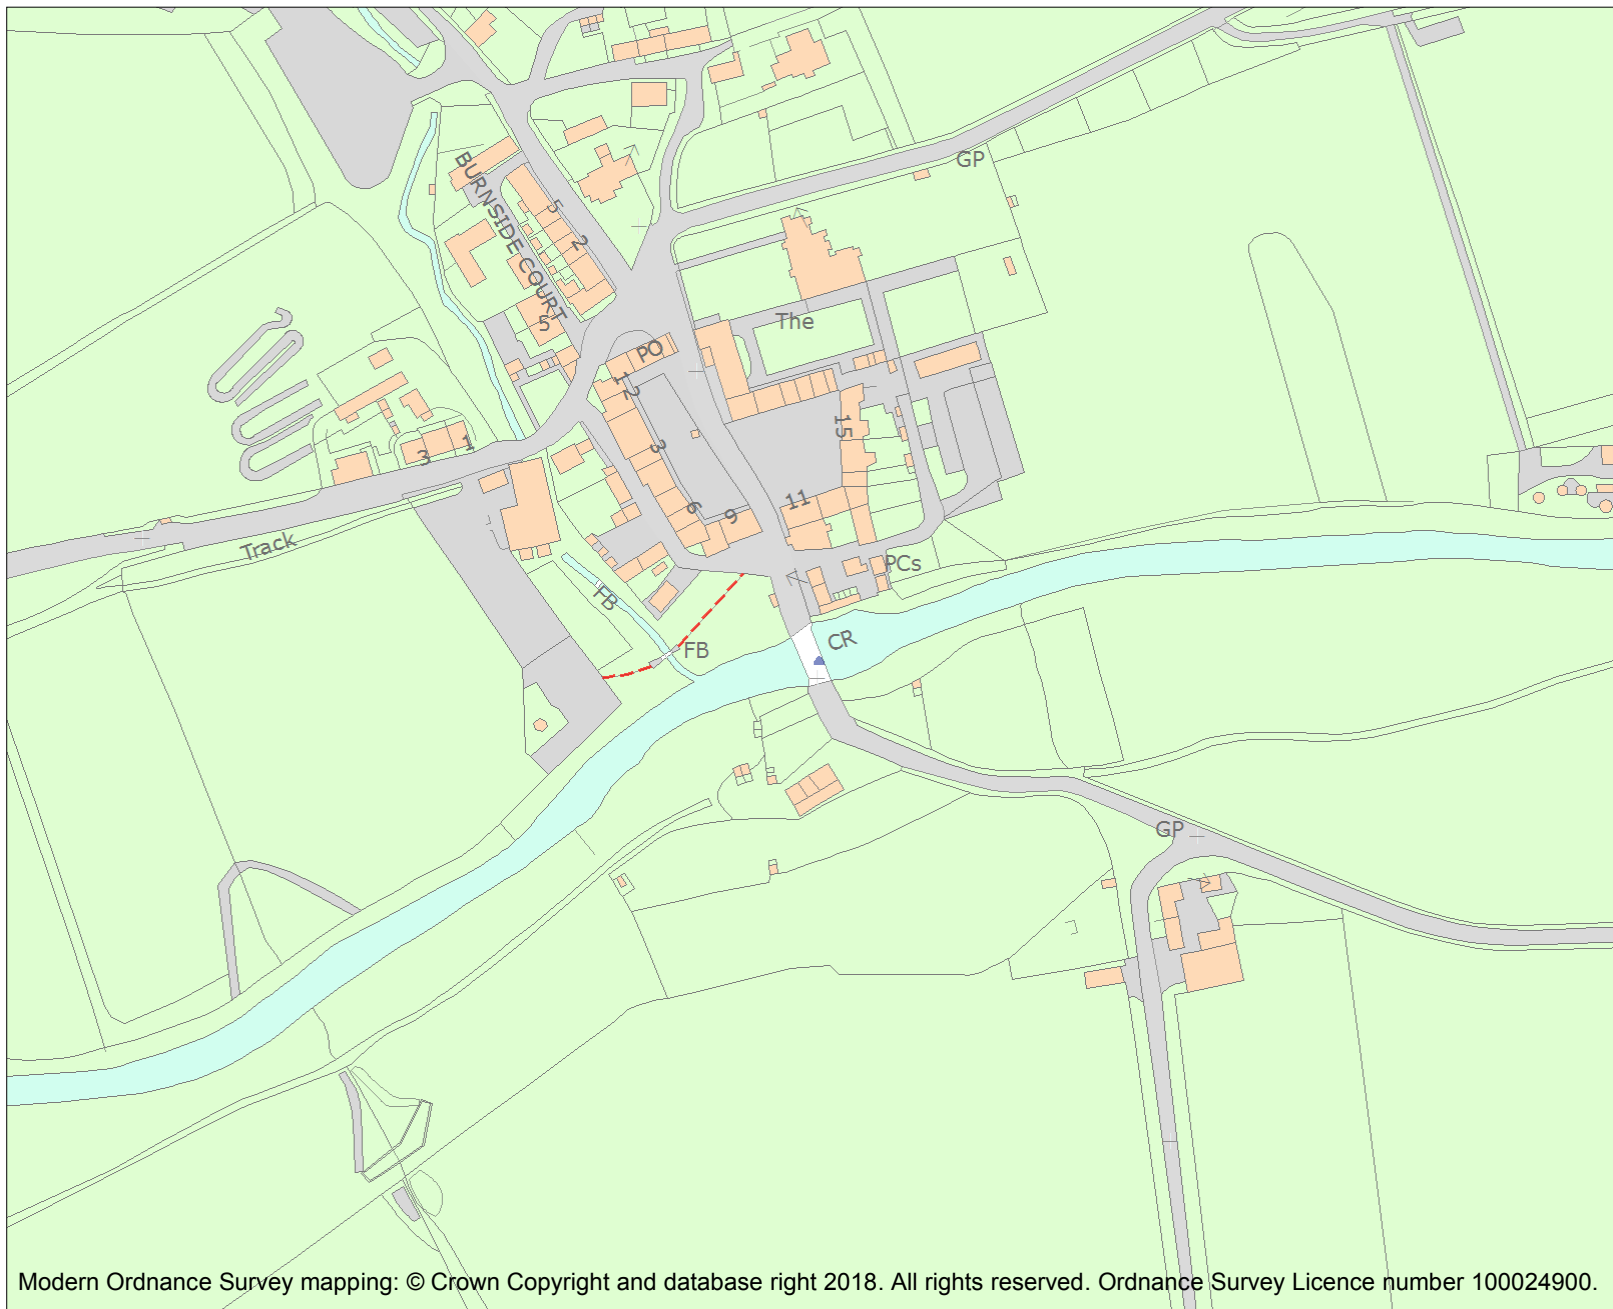 GP
BURNSIDE COURT
5
2
The
5
PO
12
15
3
1
3
11
6
9
Track
PCs
FB
CR
FB
GP
Modern Ordnance Survey mapping: © Crown Copyright and database right 2018. All rights reserved. Ordnance Survey Licence number 100024900.